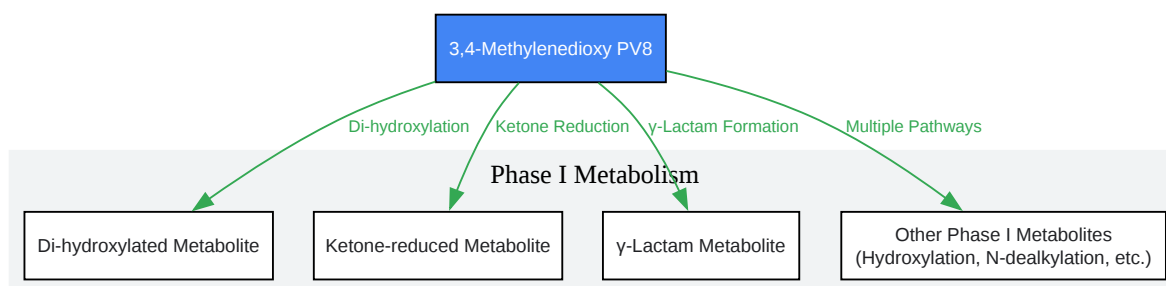 3,4-Methylenedioxy PV8
Di-hydroxylation
Ketone Reduction
γ-Lactam Formation
Multiple Pathways
Phase I Metabolism
Di-hydroxylated Metabolite
Ketone-reduced Metabolite
γ-Lactam Metabolite
Other Phase I Metabolites
(Hydroxylation, N-dealkylation, etc.)